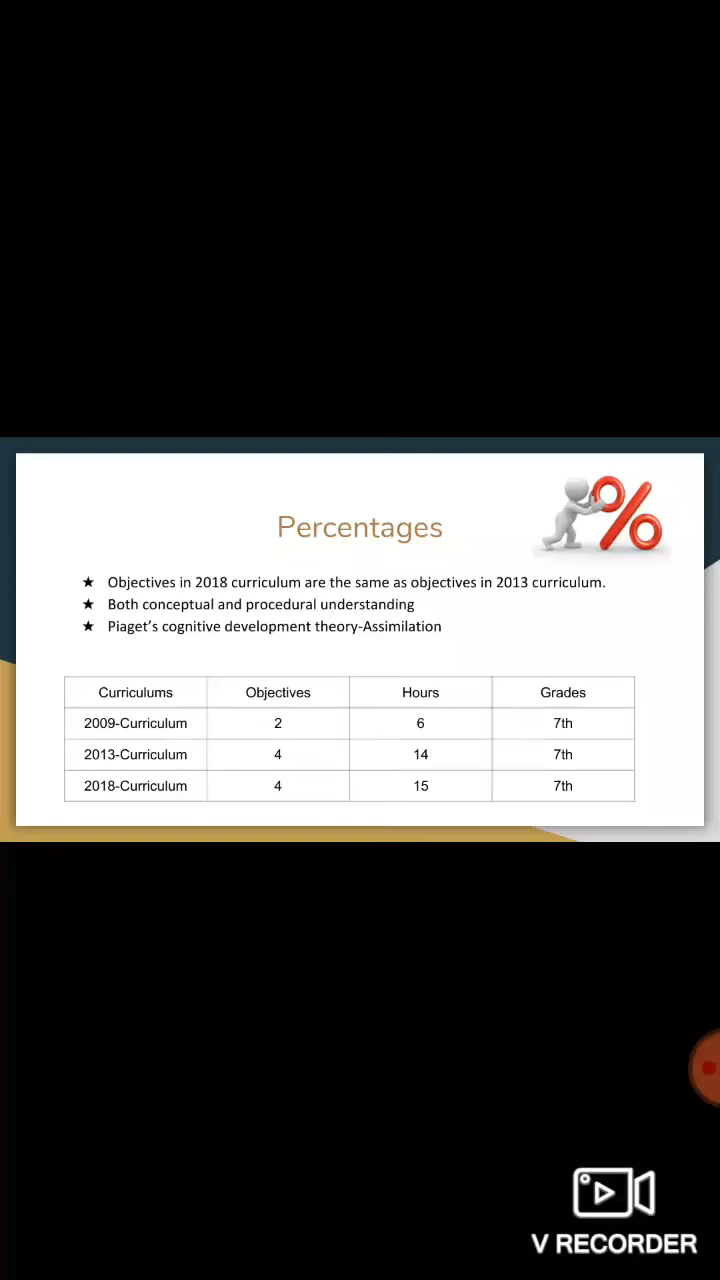 Percentages
★ Objectives in 2018 curriculum are the same as objectives in 2013 curriculum.
★ Both conceptual and procedural understanding
★ Piaget's cognitive development theory-Assimilation
Curriculums Objectives Hours Grades
2009-Curriculum 2 6 7th
2013-Curriculum 4 14 7th
2018-Curriculum 4 15 7th
V RECORDER